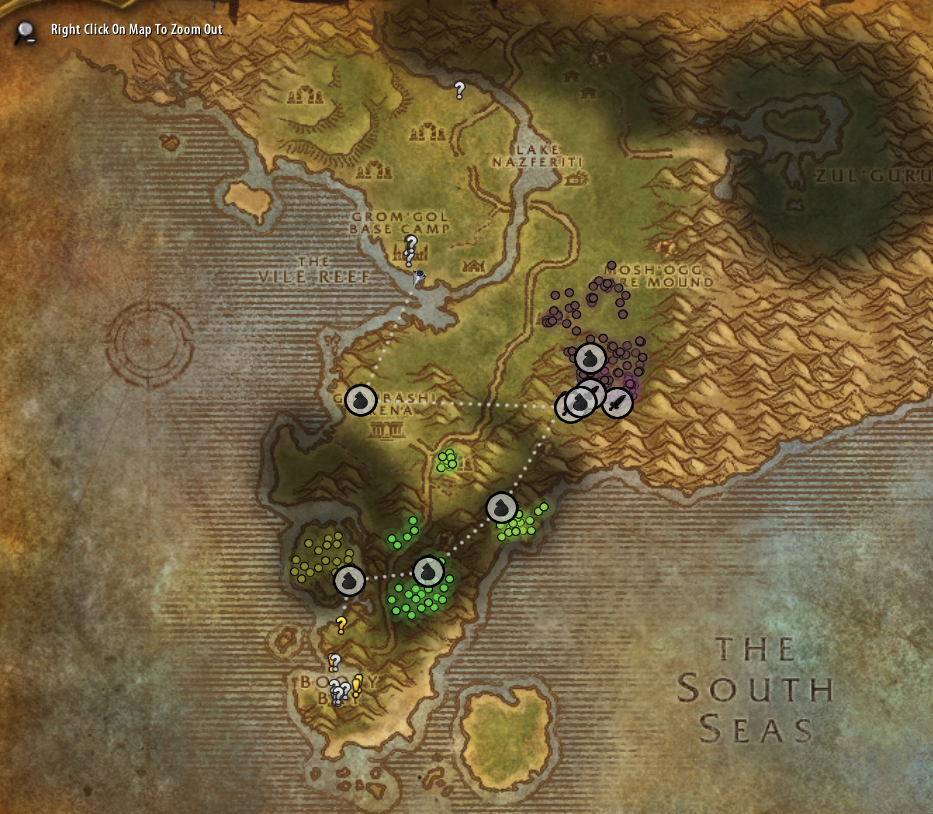 Right Click On Map To Zoom Out
LAKE
NAZFERITI
ZUL'GURU
GROM'GOL
BASE CAMP
THE
VILE REEF
MOSH'OGG
MOUND
THE
SOUTH
SEAS